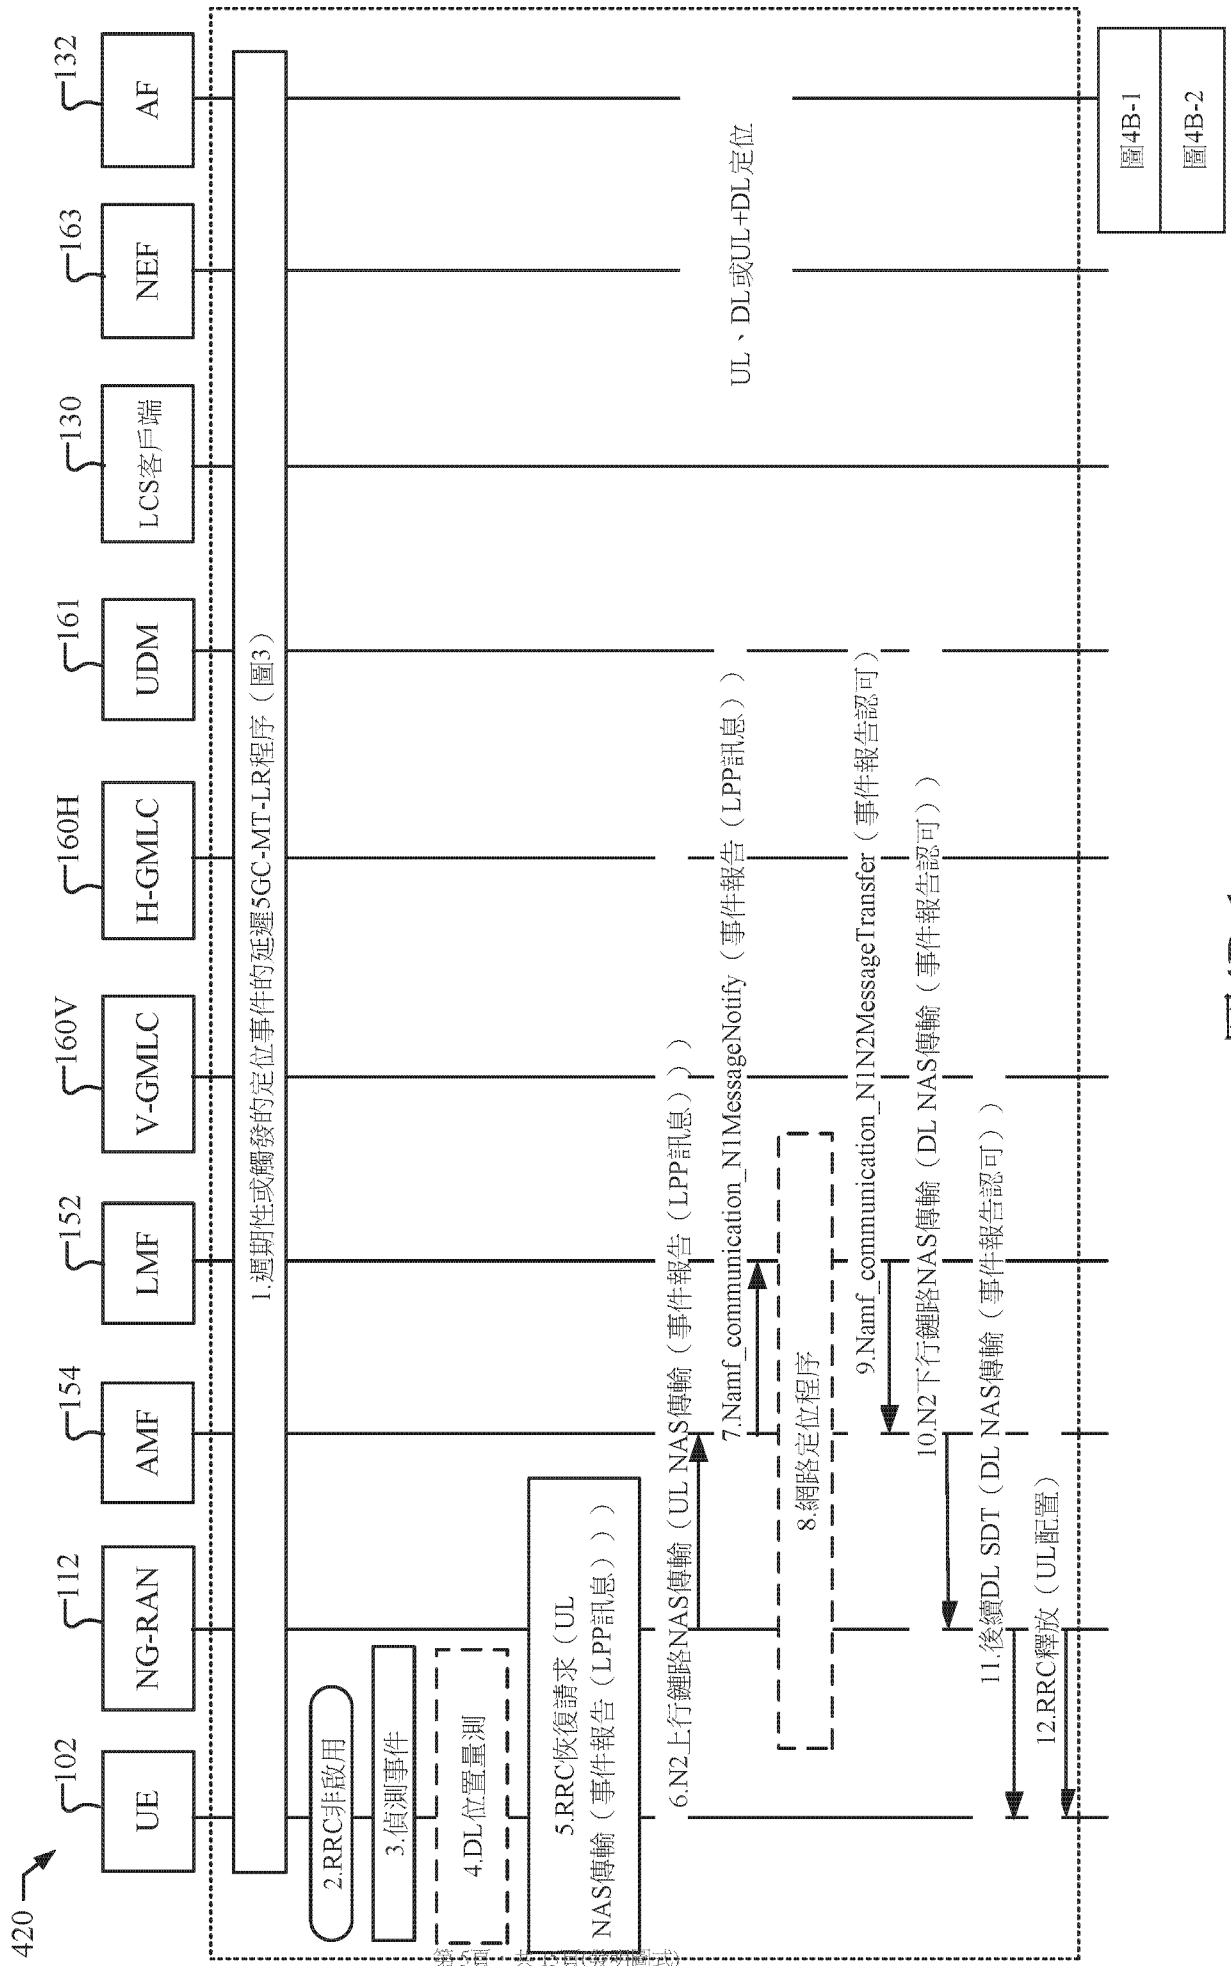 420
UE
102
NG-RAN
112
AMF
154
LMF
152
V-GMLC
160V
H-GMLC
160H
UDM
161
LCS客戶端
130
NEF
163
AF
132
1.週期性或觸發的定位事件的延遲5GC-MT-LR程序（圖3）
2.RRC非啟用
3.偵測事件
4.DL位置量測
5.RRC恢復請求（UL
NAS傳輸（事件報告（LPP訊息）））
6.N2上行鏈路NAS傳輸（UL NAS傳輸（事件報告（LPP訊息）））
7.Namf_communication_N1MessageNotify（事件報告（LPP訊息））
UL、DL或UL+DL定位
8.網路定位程序
9.Namf_communication_N1N2MessageTransfer（事件報告認可）
10.N2下行鏈路NAS傳輸（DL NAS傳輸（事件報告認可））
11.後續DL SDT（DL NAS傳輸（事件報告認可））
12.RRC釋放（UL配置）
圖4B-1
圖4B-2